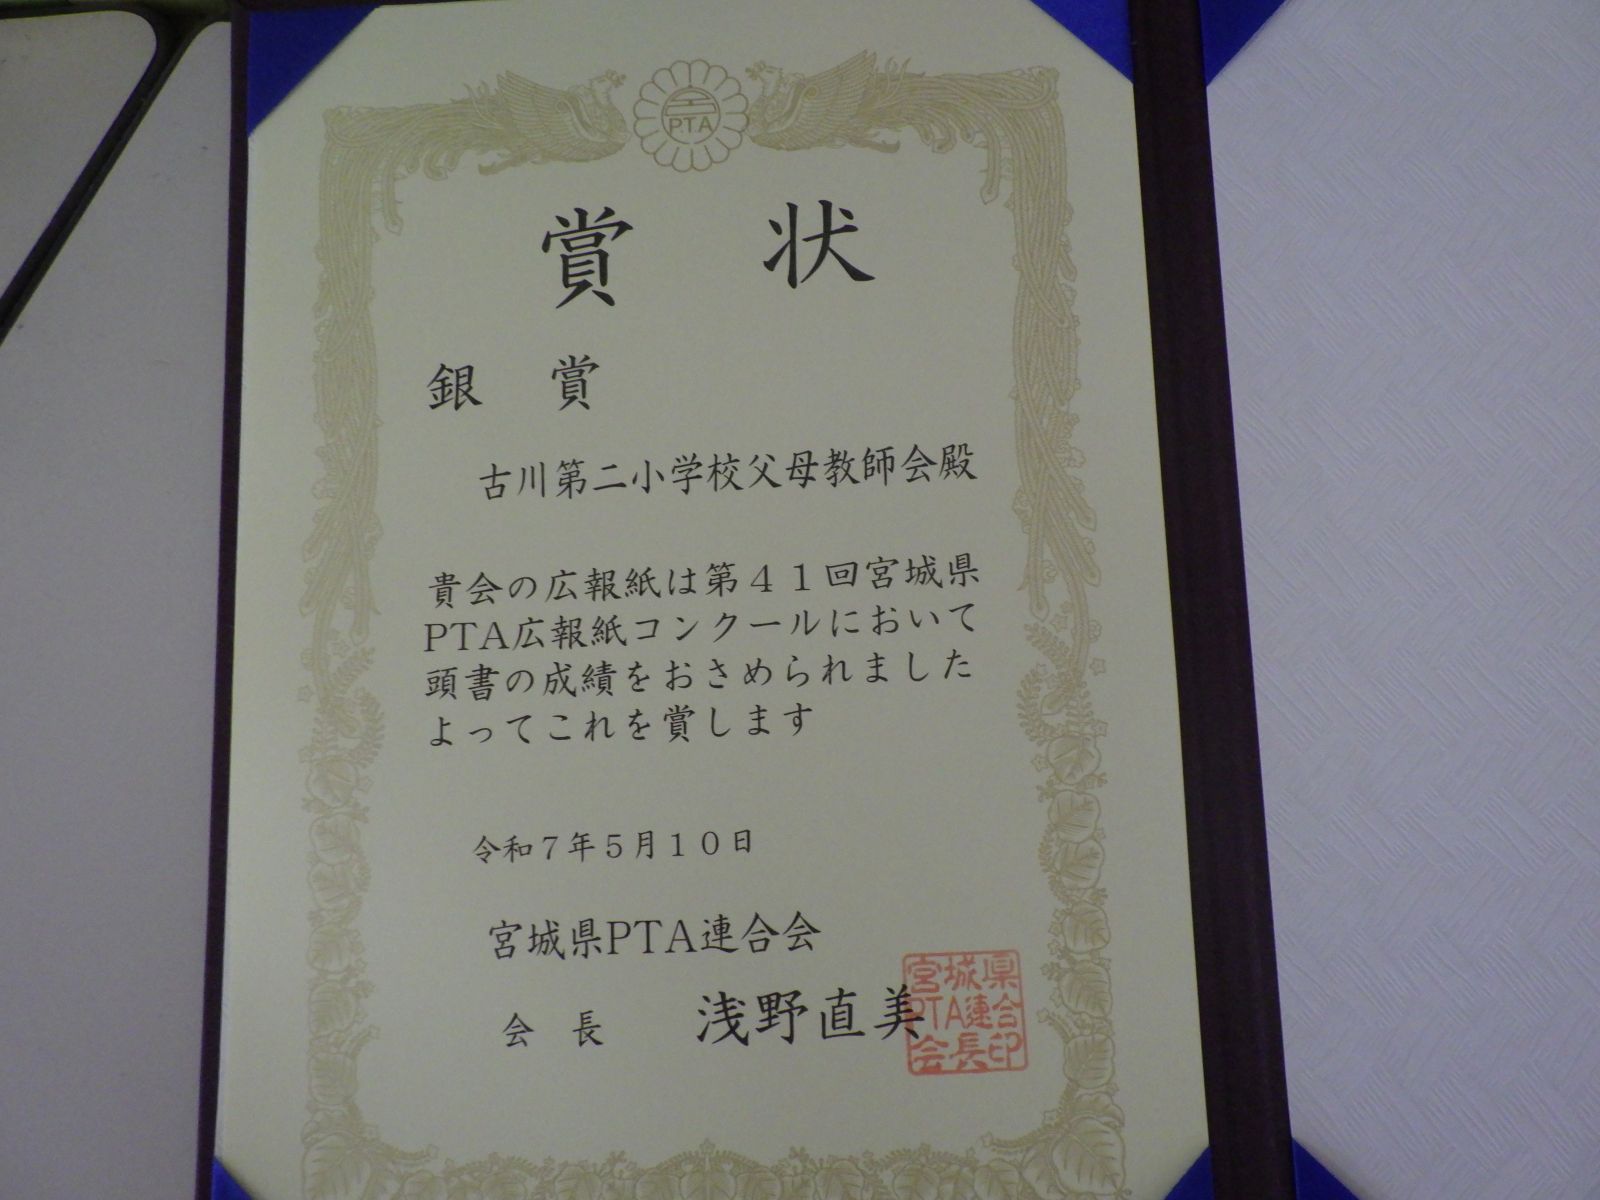 PTA
賞 状
銀 賞
古川第二小学校父母教師会殿
貴会の広報紙は第４１回宮城県
PTA広報紙コンクールにおいて
頭書の成績をおさめられました
よってこれを賞します
令和７年５月１０日
宮城県PTA連合会
会 長 浅野直美
宮城県
PTA連合
会長印